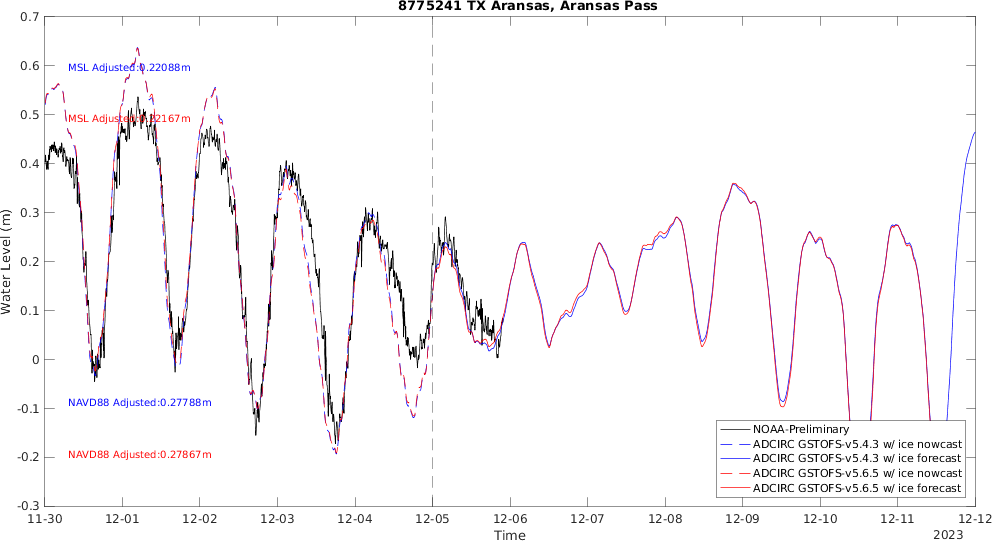 8775241 TX Aransas, Aransas Pass
Water Level (m)
0.7
0.6
0.5
0.4
0.3
0.2
0.1
0
-0.1
-0.2
-0.3
MSL Adjusted:0.22088m
MSL Adjusted:0.22167m
NAVD88 Adjusted:0.27788m
NAVD88 Adjusted:0.27867m
NOAA-Preliminary
ADCIRC GSTOFS-v5.4.3 w/ ice nowcast
ADCIRC GSTOFS-v5.4.3 w/ ice forecast
ADCIRC GSTOFS-v5.6.5 w/ ice nowcast
ADCIRC GSTOFS-v5.6.5 w/ ice forecast
11-30 12-01 12-02 12-03 12-04 12-05 12-06 12-07 12-08 12-09 12-10 12-11 12-12
Time
2023